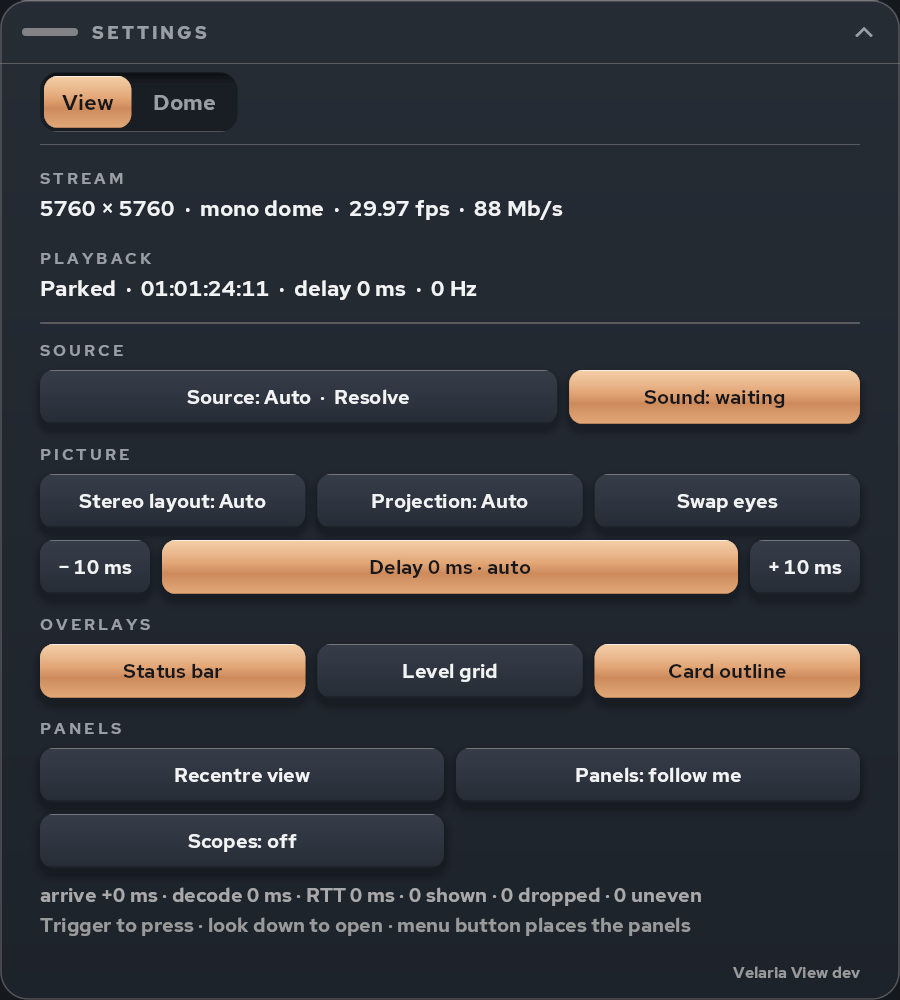 SETTINGS
View Dome
STREAM
5760 × 5760 · mono dome · 29.97 fps · 88 Mb/s
PLAYBACK
Parked · 01:01:24:11 · delay 0 ms · 0 Hz
SOURCE
Source: Auto · Resolve Sound: waiting
PICTURE
Stereo layout: Auto Projection: Auto Swap eyes
− 10 ms Delay 0 ms · auto + 10 ms
OVERLAYS
Status bar Level grid Card outline
PANELS
Recentre view Panels: follow me
Scopes: off
arrive +0 ms · decode 0 ms · RTT 0 ms · 0 shown · 0 dropped · 0 uneven
Trigger to press · look down to open · menu button places the panels
Velaria View dev